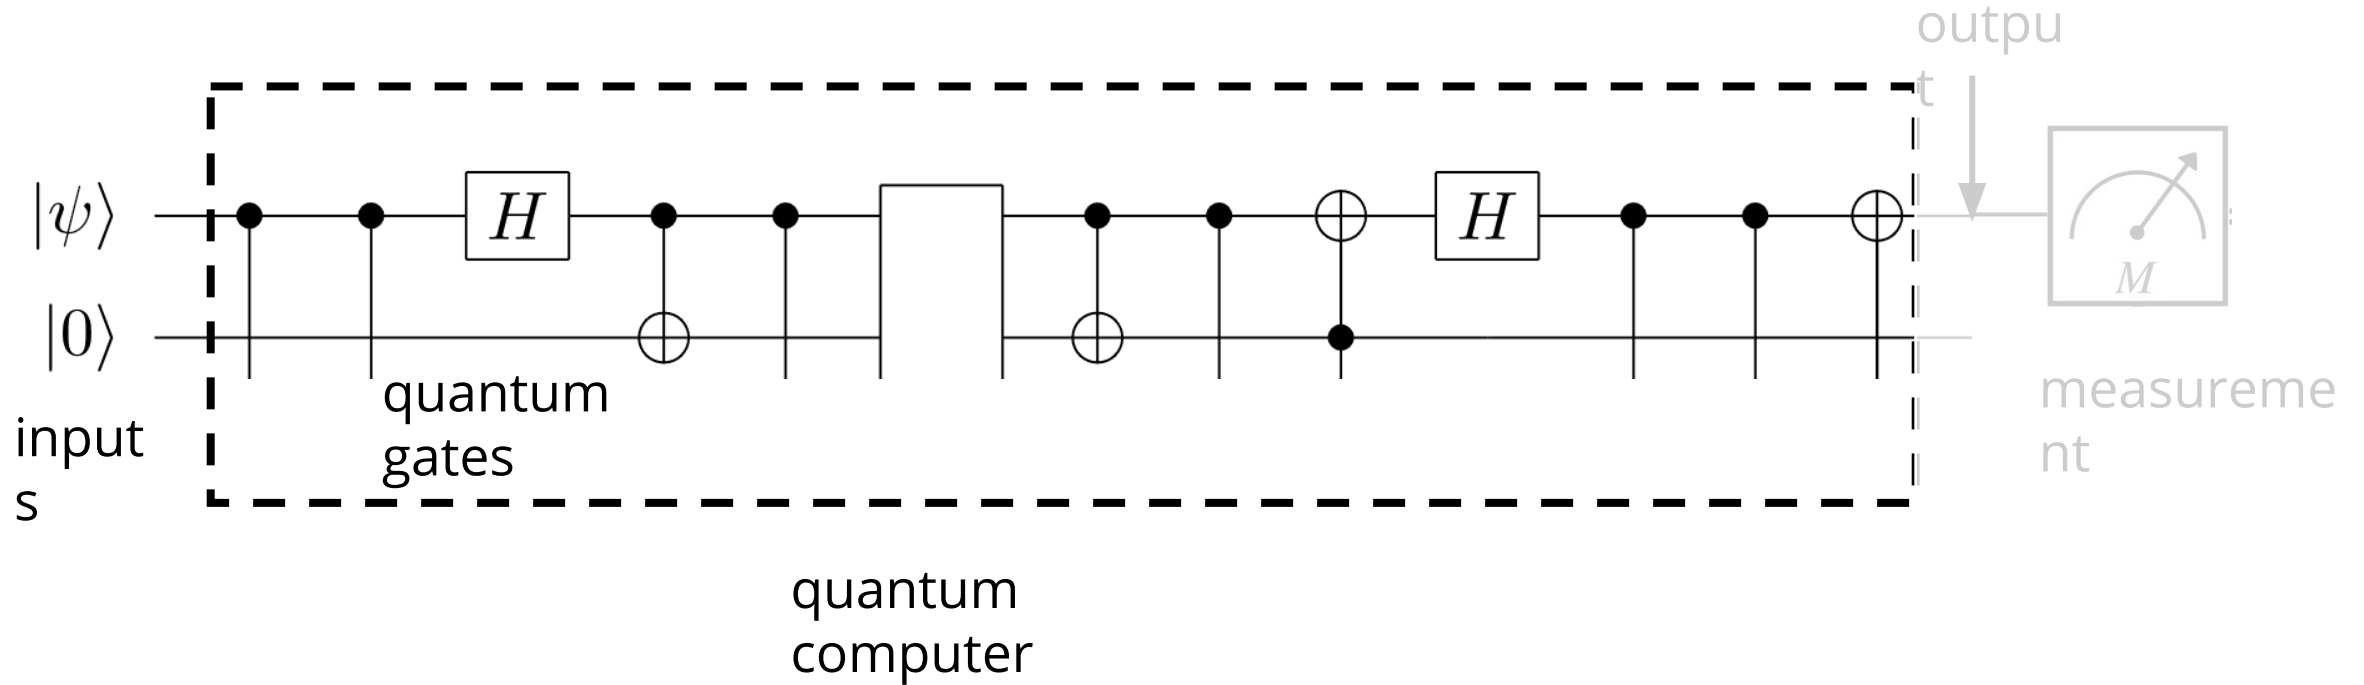 outpu
t
|ψ⟩
H
H
|0⟩
M
quantum
gates
input
s
measureme
nt
quantum
computer